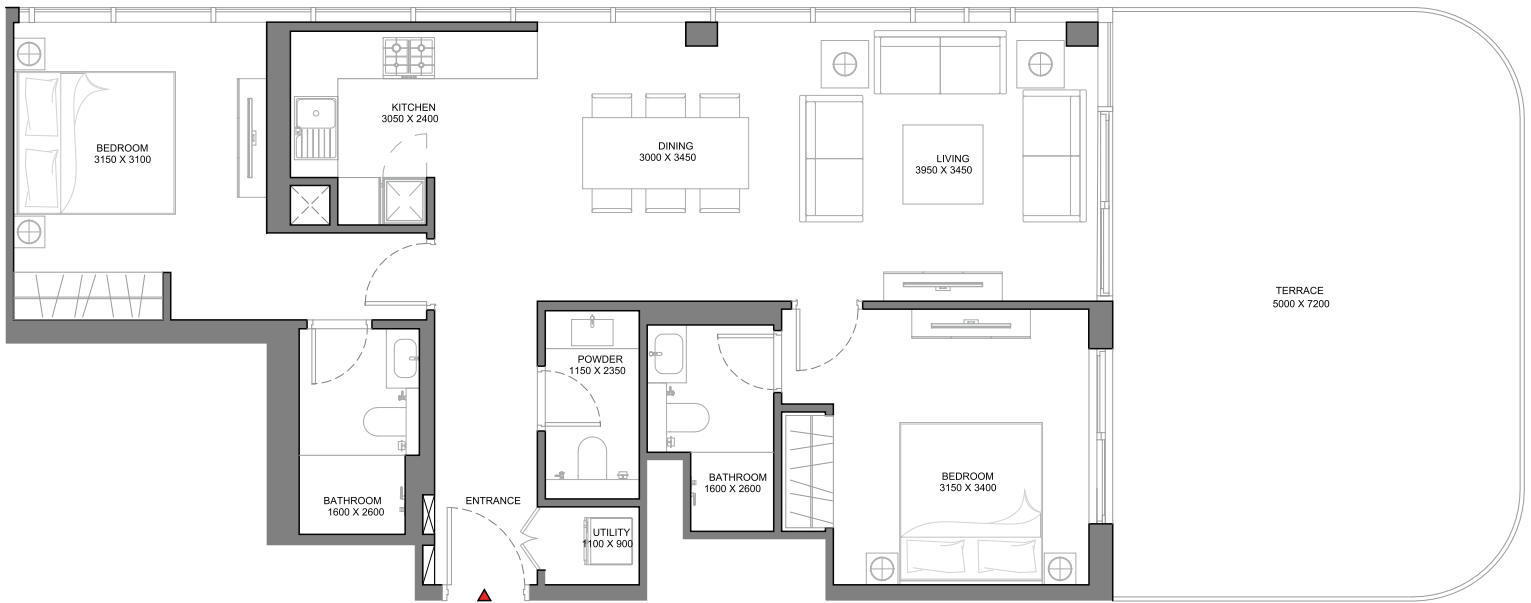 BEDROOM
3150 X 3100
KITCHEN
3050 X 2400
DINING
3000 X 3450
LIVING
3950 X 3450
TERRACE
5000 X 7200
POWDER
1150 X 2350
BATHROOM
1600 X 2600
ENTRANCE
BATHROOM
1600 X 2600
BEDROOM
3150 X 3400
UTILITY
1100 X 900